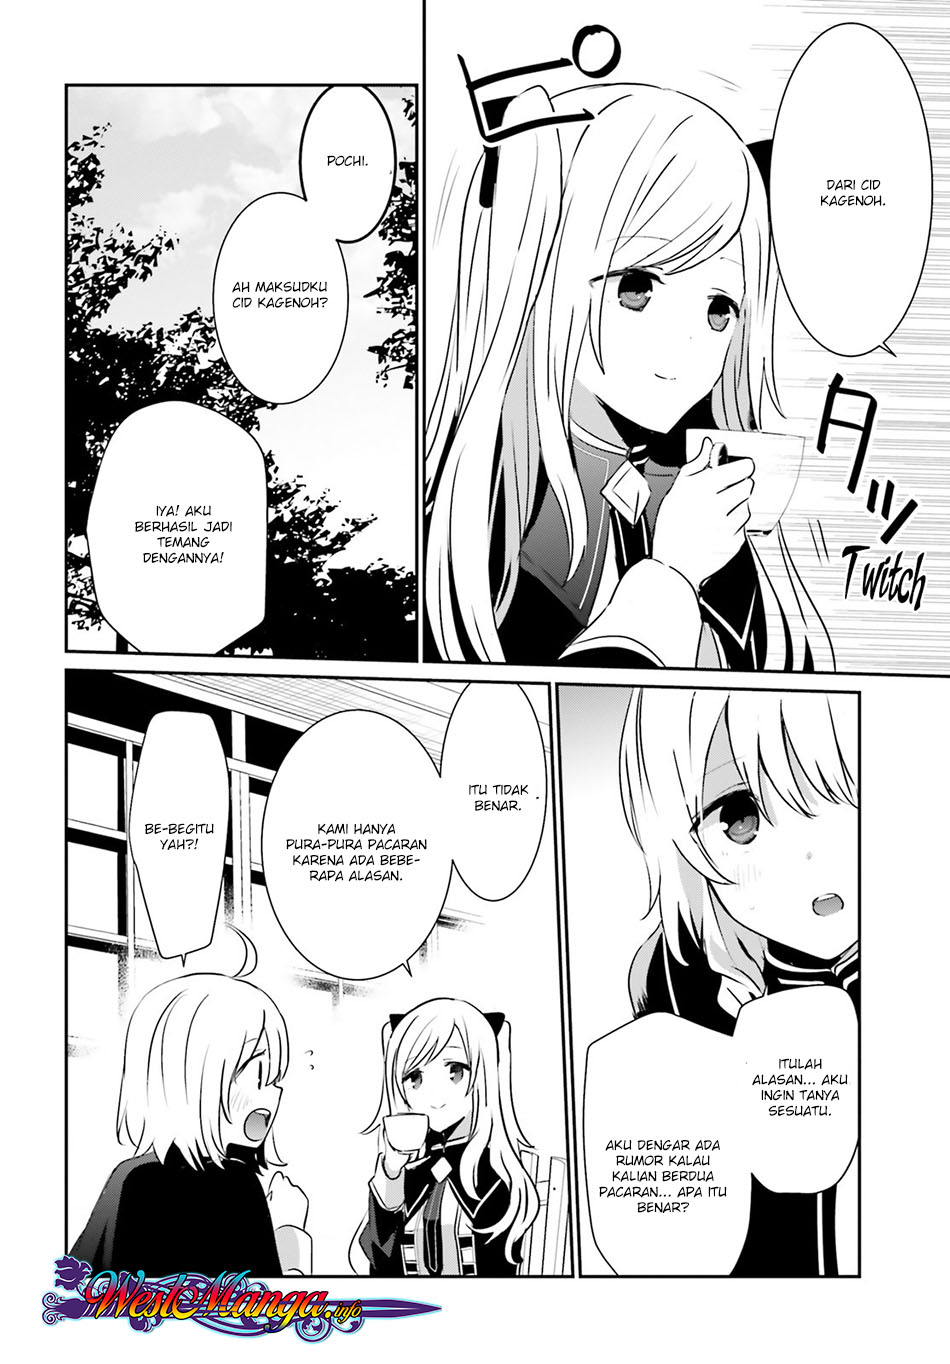 DARI CID
KAGENOH.
タッ
Twitch
POCHI.
AH MAKSUDKU
CID KAGENOH?
IYA! AKU
BERHASIL JADI
TEMANG
DENGANNYA!
ITULAH
ALASAN... AKU
INGIN TANYA
SESUATU.
AKU DENGAR ADA
RUMOR KALAU
KALIAN BERDUA
PACARAN... APA ITU
BENAR?
ITU TIDAK
BENAR.
KAMI HANYA
PURA-PURA PACARAN
KARENA ADA BEBE-
RAPA ALASAN.
BE-BEGITU
YAH?!
WestManga.info